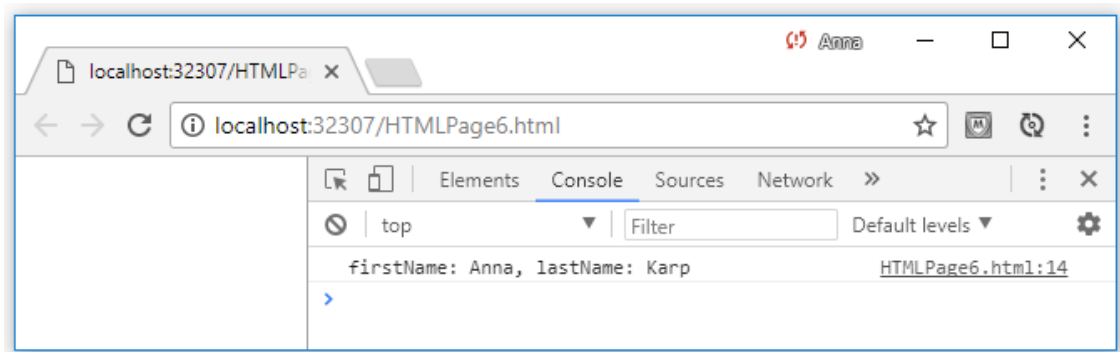 Anna
localhost:32307/HTMLPa
localhost:32307/HTMLPage6.html
Elements Console Sources Network »
top Filter Default levels
firstName: Anna, lastName: Karp HTMLPage6.html:14
>